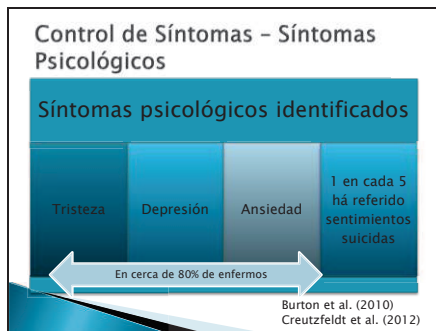 Control de Síntomas – Síntomas
Psicológicos
Síntomas psicológicos identificados
Tristeza
Depresión
Ansiedad
1 en cada 5
há referido
sentimientos
suicidas
En cerca de 80% de enfermos
Burton et al. (2010)
Creutzfeldt et al. (2012)